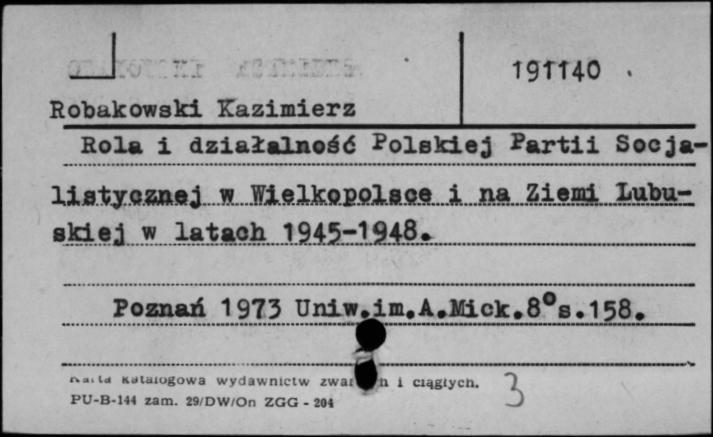 191140
Robakowski Kazimierz
Rola i działalność Polskiej Partii Socja-
listycznej w Wielkopolsce i na Ziemi Lubu-
skiej w latach 1945-1948.
Poznań 1973 Uniw.im.A.Mick.8°s.158.
Karta katalogowa wydawnictw i ciągłych.
PU-B-144 zam. 29/DW/On ZGG - 204
3